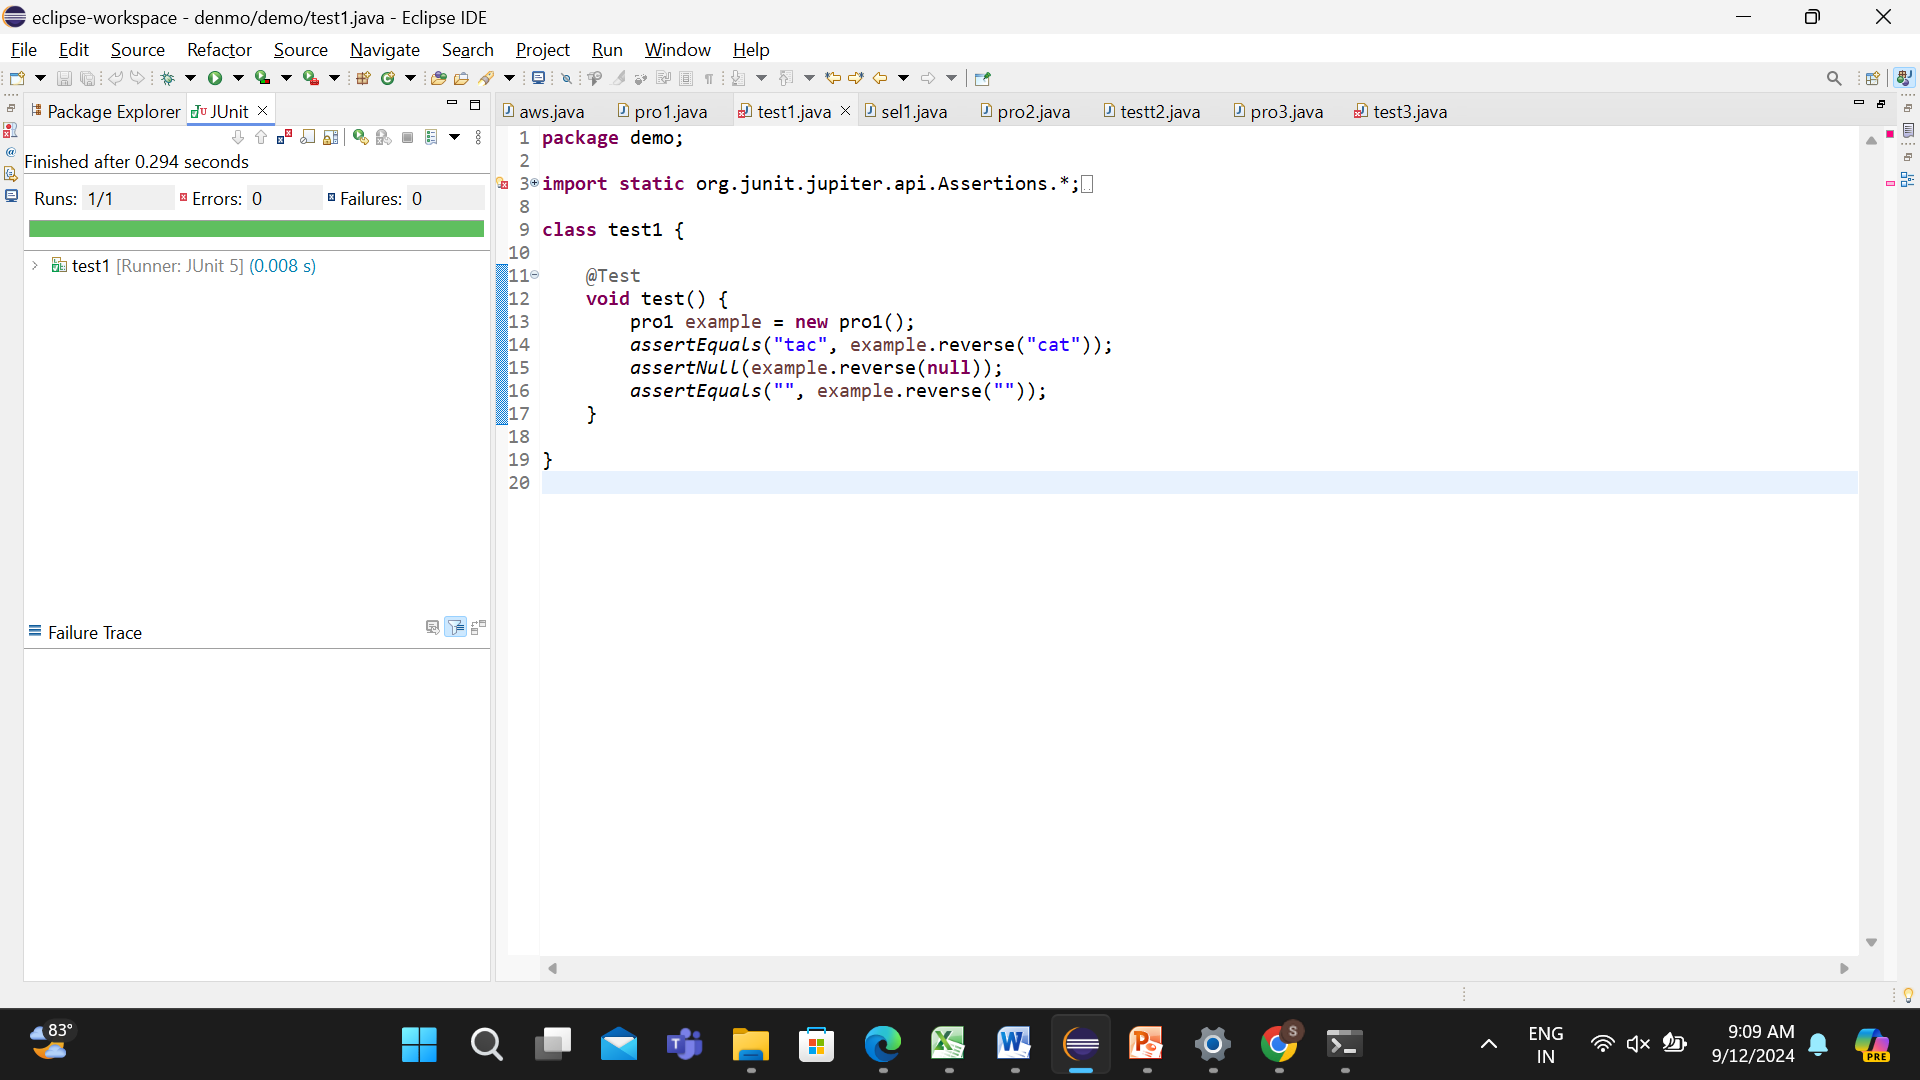 eclipse-workspace - denmo/demo/test1.java - Eclipse IDE
File Edit Source Refactor Source Navigate Search Project Run Window Help
Package Explorer JUnit
aws.java pro1.java test1.java sel1.java pro2.java testt2.java pro3.java test3.java
Finished after 0.294 seconds
Runs: 1/1 Errors: 0 Failures: 0
test1 [Runner: JUnit 5] (0.008 s)
Failure Trace
1 package demo;
2
3 import static org.junit.jupiter.api.Assertions.*;
8
9 class test1 {
10
11 @Test
12 void test() {
13 pro1 example = new pro1();
14 assertEquals("tac", example.reverse("cat"));
15 assertNull(example.reverse(null));
16 assertEquals("", example.reverse(""));
17 }
18
19 }
20
83°
S
ENG
IN
9:09 AM
9/12/2024
PRE